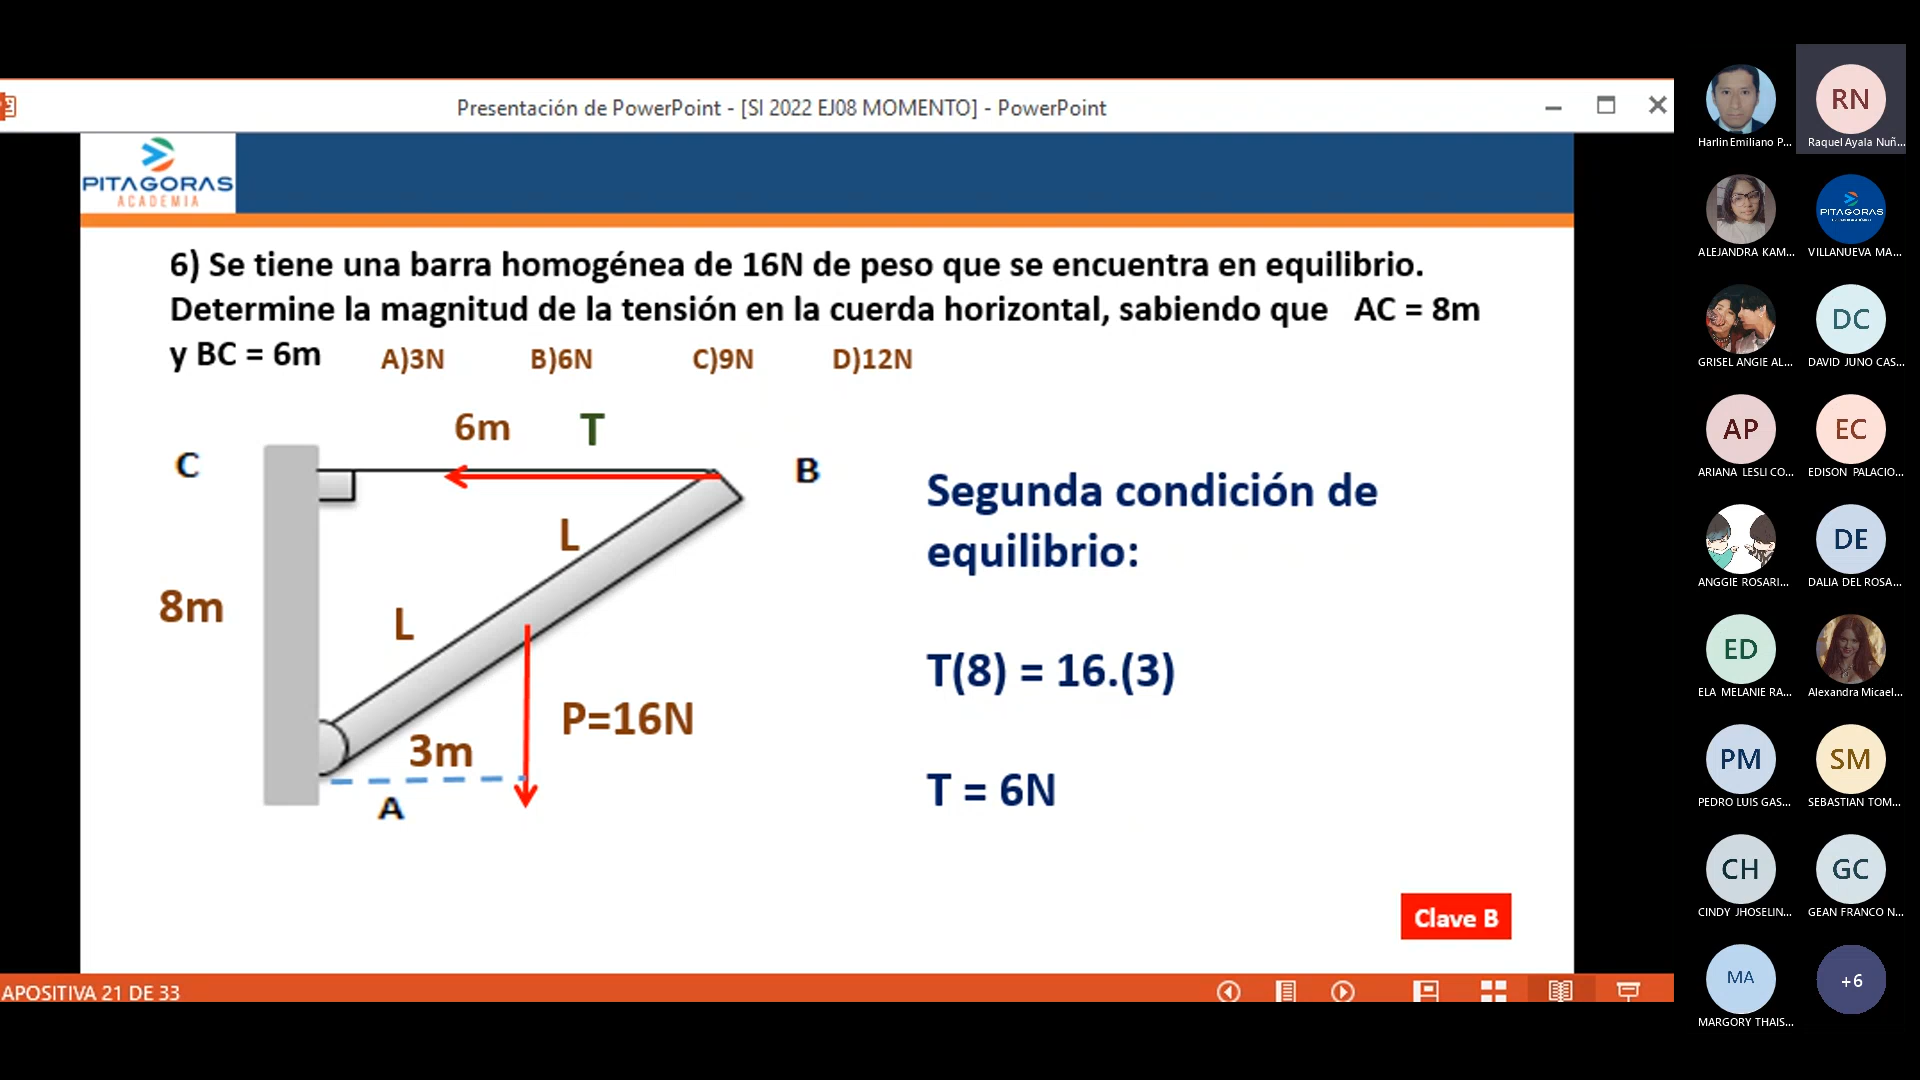 Presentación de PowerPoint - [SI 2022 EJ08 MOMENTO] - PowerPoint
PITAGORAS
ACADEMIA
6) Se tiene una barra homogénea de 16N de peso que se encuentra en equilibrio.
Determine la magnitud de la tensión en la cuerda horizontal, sabiendo que AC = 8m
y BC = 6m A)3N B)6N C)9N D)12N
6m T
C
B
L
8m
L
P=16N
3m
A
Segunda condición de
equilibrio:
T(8) = 16.(3)
T = 6N
Clave B
APOSITIVA 21 DE 33
RN
Harlin Emiliano P...
Raquel Ayala Nuñ...
PITAGORAS
ALEJANDRA KAM...
VILLANUEVA MA...
DC
GRISEL ANGIE AL...
DAVID JUNO CAS...
AP
EC
ARIANA LESLI CO...
EDISON PALACIO...
DE
ANGGIE ROSARI...
DALIA DEL ROSA...
ED
ELA MELANIE RA...
Alexandra Micael...
PM
SM
PEDRO LUIS GAS...
SEBASTIAN TOM...
CH
GC
CINDY JHOSELIN...
GEAN FRANCO N...
MA
+6
MARGORY THAIS...